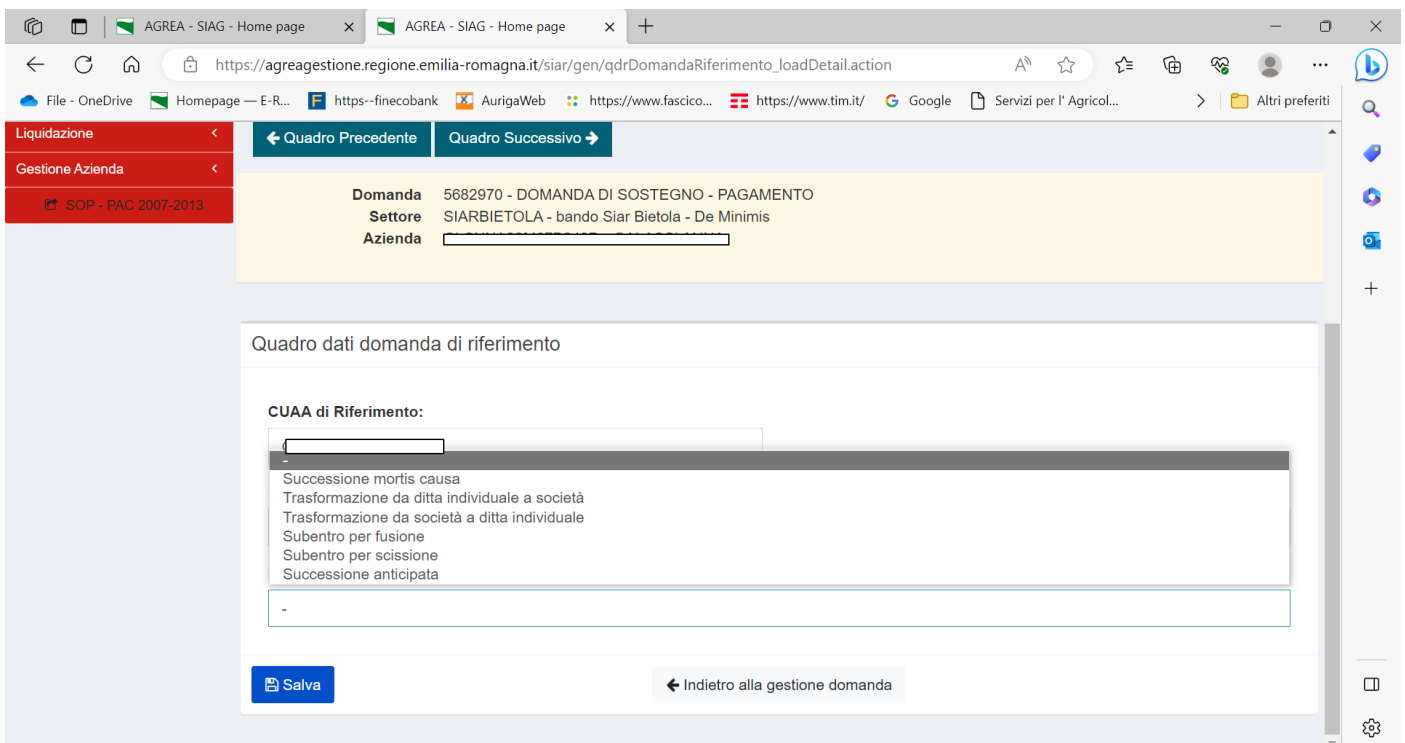 AGREA - SIAG - Home page
AGREA - SIAG - Home page
https://agreagestione.regione.emilia-romagna.it/siar/gen/qdrDomandaRiferimento_loadDetail.action
File - OneDrive Homepage — E-R... https--finecobank AurigaWeb https://www.fascico... https://www.tim.it/ Google Servizi per l' Agricol... Altri preferiti
Liquidazione
Gestione Azienda
SOP - PAC 2007-2013
Quadro Precedente Quadro Successivo
Domanda 5682970 - DOMANDA DI SOSTEGNO - PAGAMENTO
Settore SIARBIETOLA - bando Siar Bietola - De Minimis
Azienda
Quadro dati domanda di riferimento
CUAA di Riferimento:
-
Successione mortis causa
Trasformazione da ditta individuale a società
Trasformazione da società a ditta individuale
Subentro per fusione
Subentro per scissione
Successione anticipata
-
Salva
Indietro alla gestione domanda